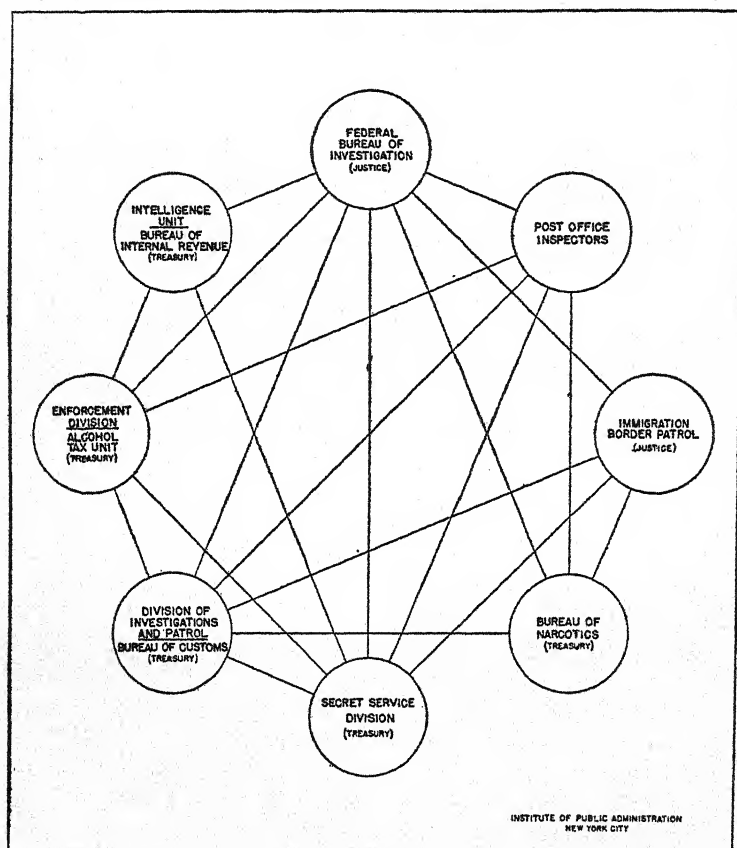 FEDERAL
BUREAU OF
INVESTIGATION
(JUSTICE)
INTELLIGENCE
UNIT
BUREAU OF
INTERNAL REVENUE
(TREASURY)
POST OFFICE
INSPECTORS
ENFORCEMENT
DIVISION
ALCOHOL
TAX UNIT
(TREASURY)
IMMIGRATION
BORDER PATROL
(JUSTICE)
DIVISION OF
INVESTIGATIONS
AND PATROL
BUREAU OF CUSTOMS
(TREASURY)
BUREAU OF
NARCOTICS
(TREASURY)
SECRET SERVICE
DIVISION
(TREASURY)
INSTITUTE OF PUBLIC ADMINISTRATION
NEW YORK CITY